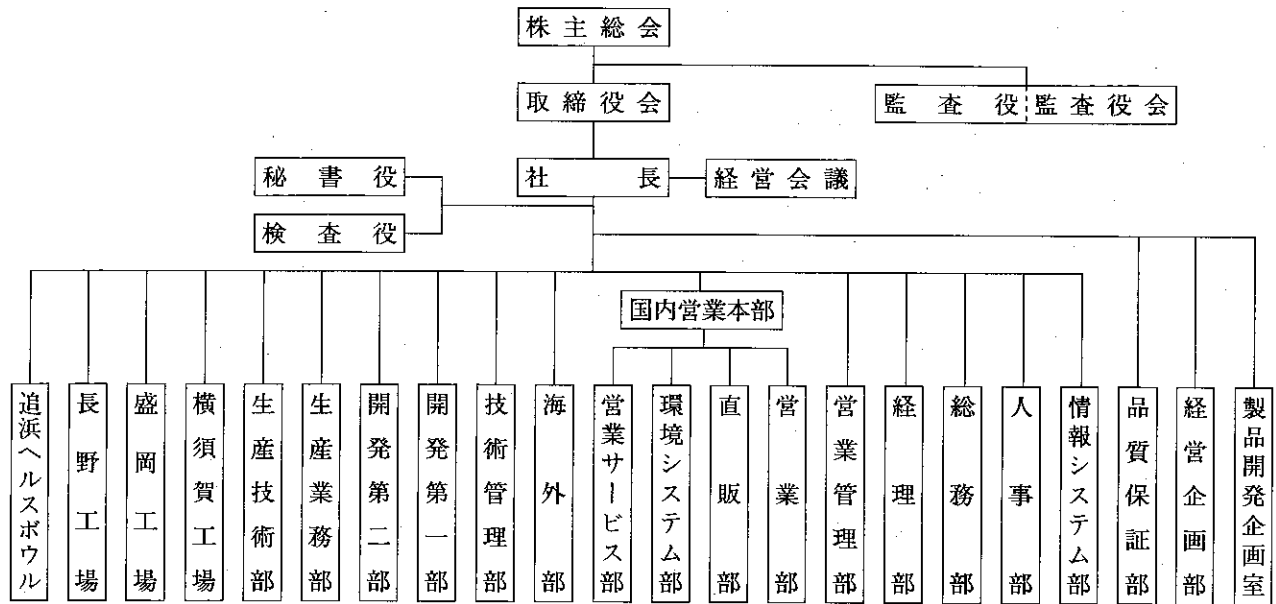 株主総会
取締役会
監査役
監査役会
秘書役
社長
経営会議
検査役
国内営業本部
追浜ヘルスボウル
長野工場
盛岡工場
横須賀工場
生産技術部
生産業務部
開発第二部
開発第一部
技術管理部
海外部
営業サービス部
環境システム部
直販部
営業部
営業管理部
経理部
総務部
人事部
情報システム部
品質保証部
経営企画部
製品開発企画室